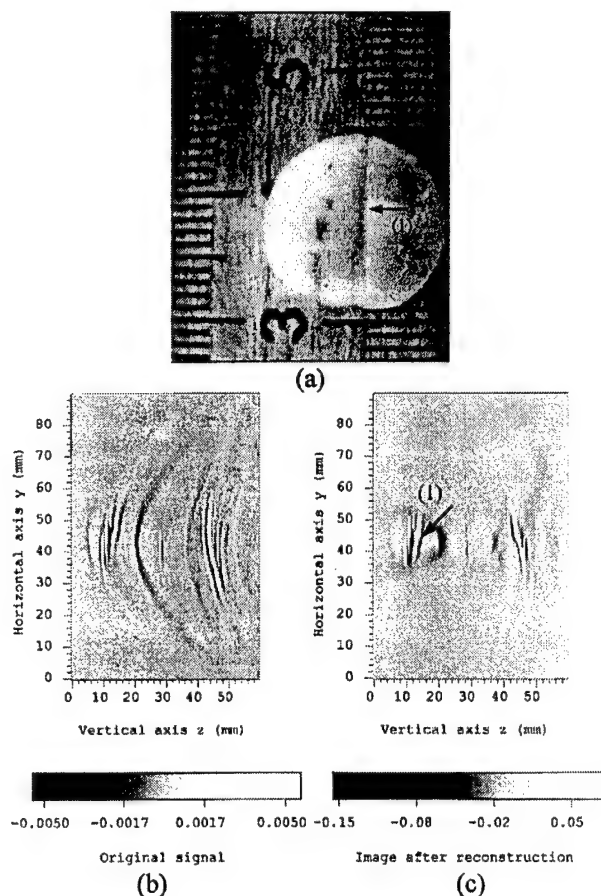 3
(1)
3
(a)
80
70
60
50
40
30
20
10
0
Horizontal axis y (mm)
0 10 20 30 40 50
Vertical axis z (mm)
-0.0050 -0.0017 0.0017 0.0050
Original signal
(b)
80
70
60
50
40
30
20
10
0
Horizontal axis y (mm)
(1)
0 10 20 30 40 50
Vertical axis z (mm)
-0.15 -0.08 -0.02 0.05
Image after reconstruction
(c)